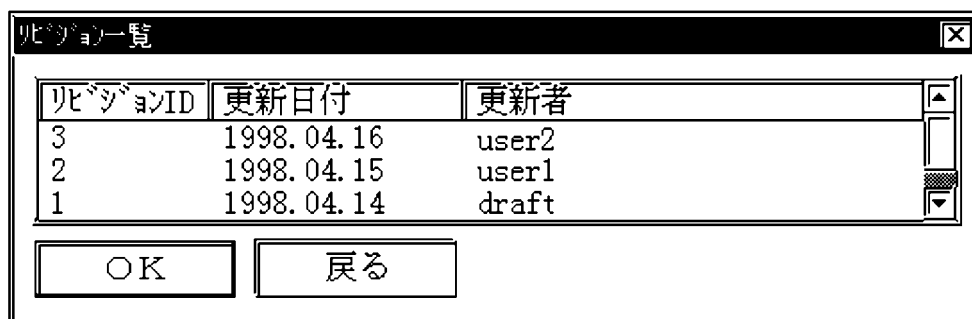 ﾘﾋﾞｼﾞｮﾝ一覧
ﾘﾋﾞｼﾞｮﾝID 更新日付 更新者
3 1998.04.16 user2
2 1998.04.15 user1
1 1998.04.14 draft
OK 戻る